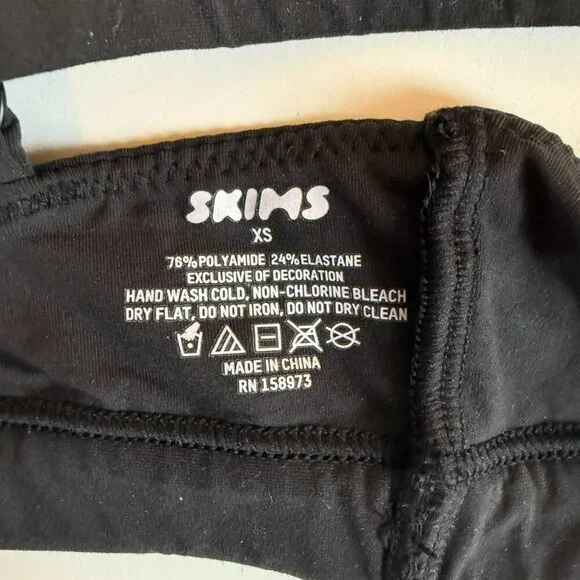 SKIMS
XS
76% POLYAMIDE 24% ELASTANE
EXCLUSIVE OF DECORATION
HAND WASH COLD, NON-CHLORINE BLEACH
DRY FLAT, DO NOT IRON, DO NOT DRY CLEAN
MADE IN CHINA
RN 158973